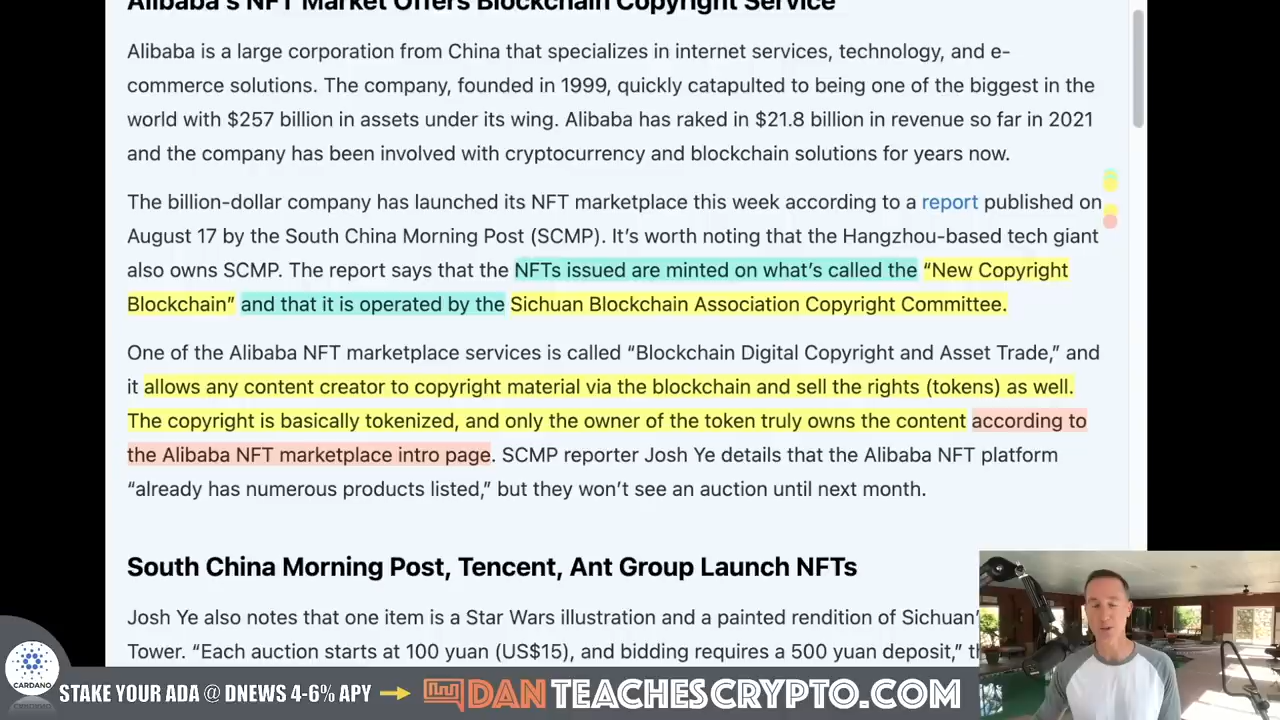 Alibaba's NFT Market Offers Blockchain Copyright Service
Alibaba is a large corporation from China that specializes in internet services, technology, and e-
commerce solutions. The company, founded in 1999, quickly catapulted to being one of the biggest in the
world with $257 billion in assets under its wing. Alibaba has raked in $21.8 billion in revenue so far in 2021
and the company has been involved with cryptocurrency and blockchain solutions for years now.
The billion-dollar company has launched its NFT marketplace this week according to a report published on
August 17 by the South China Morning Post (SCMP). It’s worth noting that the Hangzhou-based tech giant
also owns SCMP. The report says that the NFTs issued are minted on what’s called the “New Copyright
Blockchain” and that it is operated by the Sichuan Blockchain Association Copyright Committee.
One of the Alibaba NFT marketplace services is called “Blockchain Digital Copyright and Asset Trade,” and
it allows any content creator to copyright material via the blockchain and sell the rights (tokens) as well.
The copyright is basically tokenized, and only the owner of the token truly owns the content according to
the Alibaba NFT marketplace intro page. SCMP reporter Josh Ye details that the Alibaba NFT platform
“already has numerous products listed,” but they won’t see an auction until next month.
South China Morning Post, Tencent, Ant Group Launch NFTs
Josh Ye also notes that one item is a Star Wars illustration and a painted rendition of Sichuan’
Tower. “Each auction starts at 100 yuan (US$15), and bidding requires a 500 yuan deposit,”
CARDANO
STAKE YOUR ADA @ DNEWS 4-6% APY
DANTEACHESCRYPTO.COM